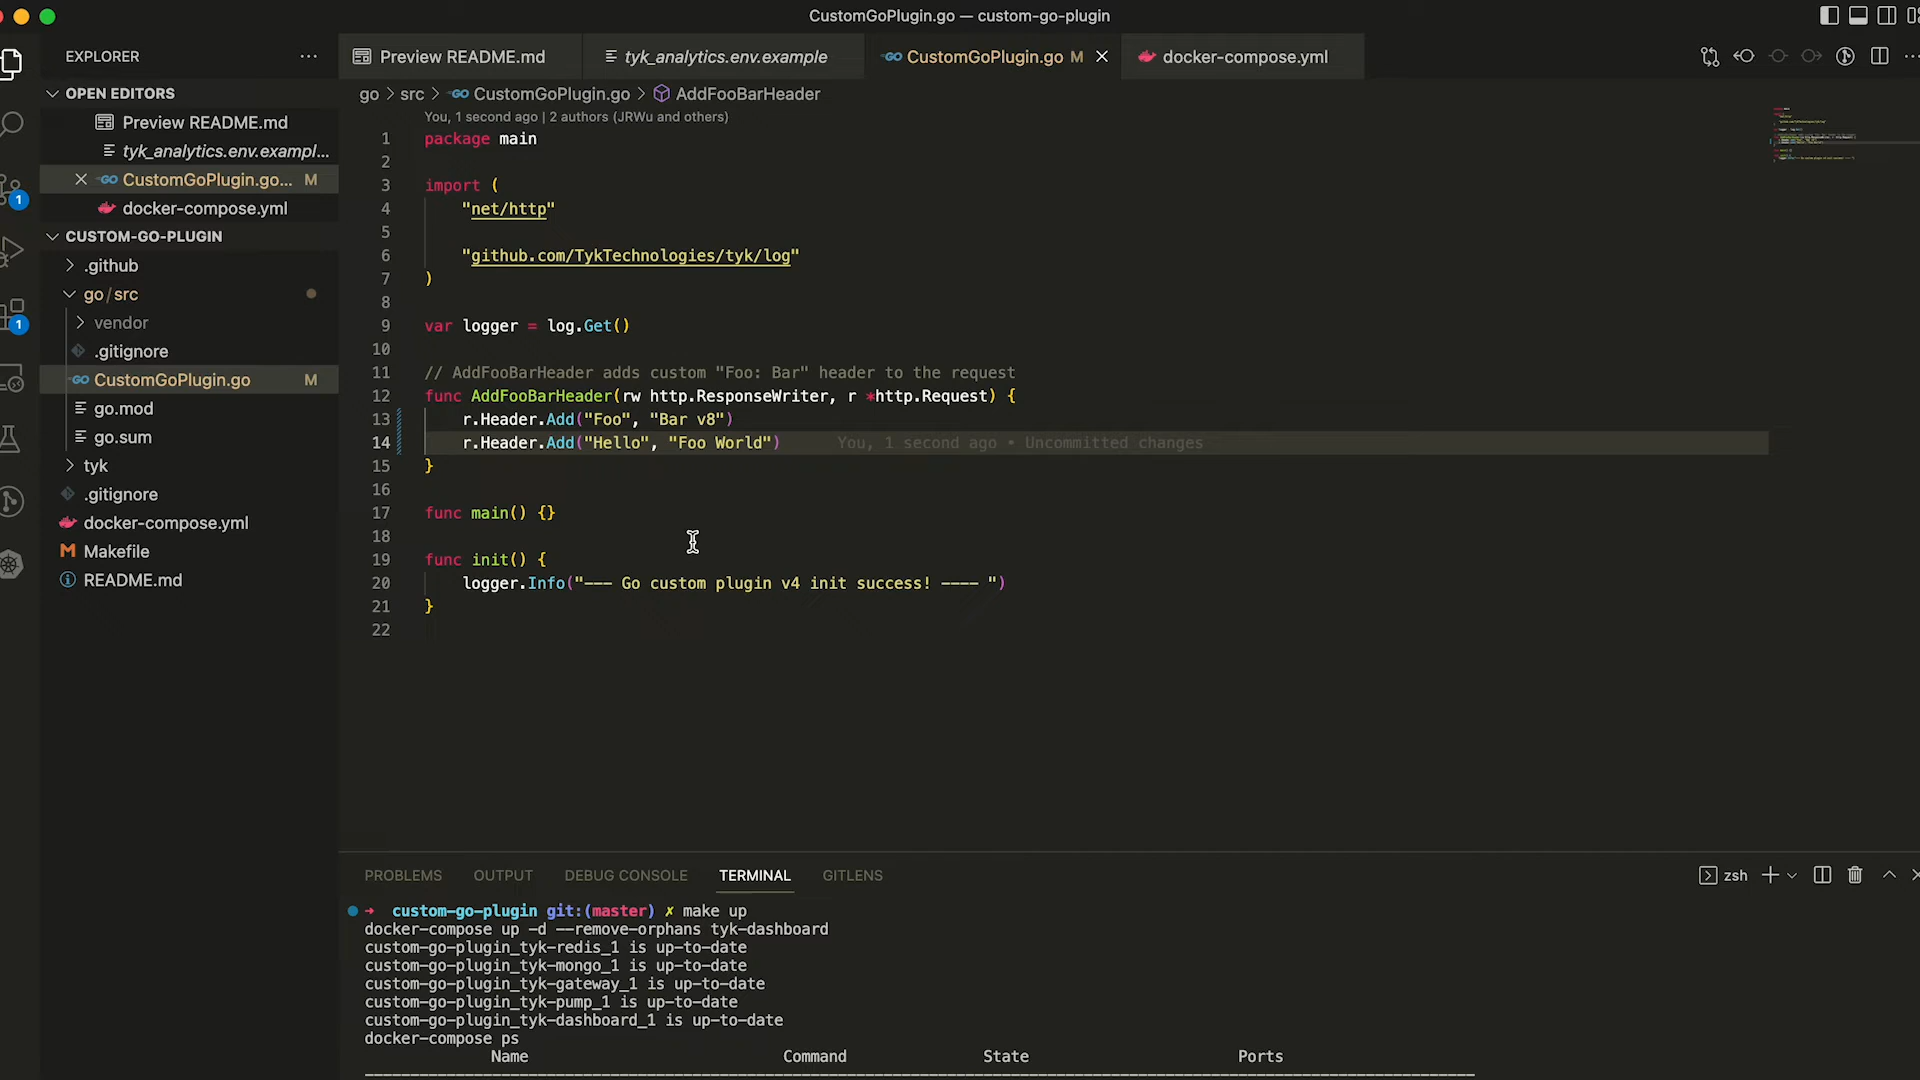 CustomGoPlugin.go — custom-go-plugin
EXPLORER
Preview README.md
tyk_analytics.env.example
CustomGoPlugin.go M
docker-compose.yml
OPEN EDITORS
Preview README.md
tyk_analytics.env.exampl...
CustomGoPlugin.go... M
docker-compose.yml
CUSTOM-GO-PLUGIN
.github
go/src
vendor
.gitignore
CustomGoPlugin.go M
go.mod
go.sum
tyk
.gitignore
docker-compose.yml
Makefile
README.md
1
1
go > src > CustomGoPlugin.go > AddFooBarHeader
You, 1 second ago | 2 authors (JRWu and others)
1 package main
2
3 import (
4 "net/http"
5
6 "github.com/TykTechnologies/tyk/log"
7 )
8
9 var logger = log.Get()
10
11 // AddFooBarHeader adds custom "Foo: Bar" header to the request
12 func AddFooBarHeader(rw http.ResponseWriter, r *http.Request) {
13 r.Header.Add("Foo", "Bar v8")
14 r.Header.Add("Hello", "Foo World") You, 1 second ago • Uncommitted changes
15 }
16
17 func main() {}
18
19 func init() {
20 logger.Info("--- Go custom plugin v4 init success! ---- ")
21 }
22
PROBLEMS OUTPUT DEBUG CONSOLE TERMINAL GITLENS
zsh
➜ custom-go-plugin git:(master) ✗ make up
docker-compose up -d --remove-orphans tyk-dashboard
custom-go-plugin_tyk-redis_1 is up-to-date
custom-go-plugin_tyk-mongo_1 is up-to-date
custom-go-plugin_tyk-gateway_1 is up-to-date
custom-go-plugin_tyk-pump_1 is up-to-date
custom-go-plugin_tyk-dashboard_1 is up-to-date
docker-compose ps
Name Command State Ports